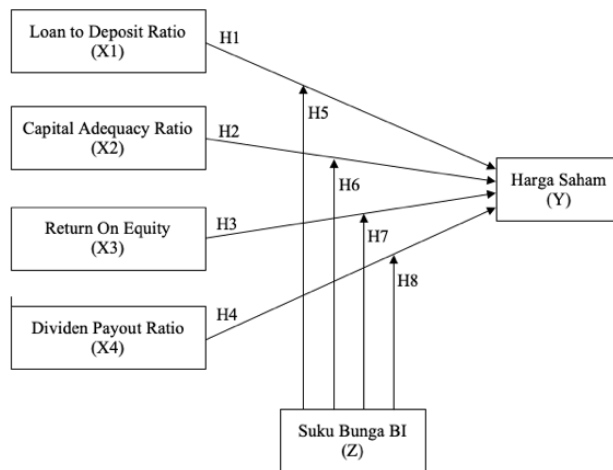 Loan to Deposit Ratio
(X1)
H1
H5
Capital Adequacy Ratio
(X2)
H2
H6
Harga Saham
(Y)
Return On Equity
(X3)
H3
H7
H8
Dividen Payout Ratio
(X4)
H4
Suku Bunga BI
(Z)